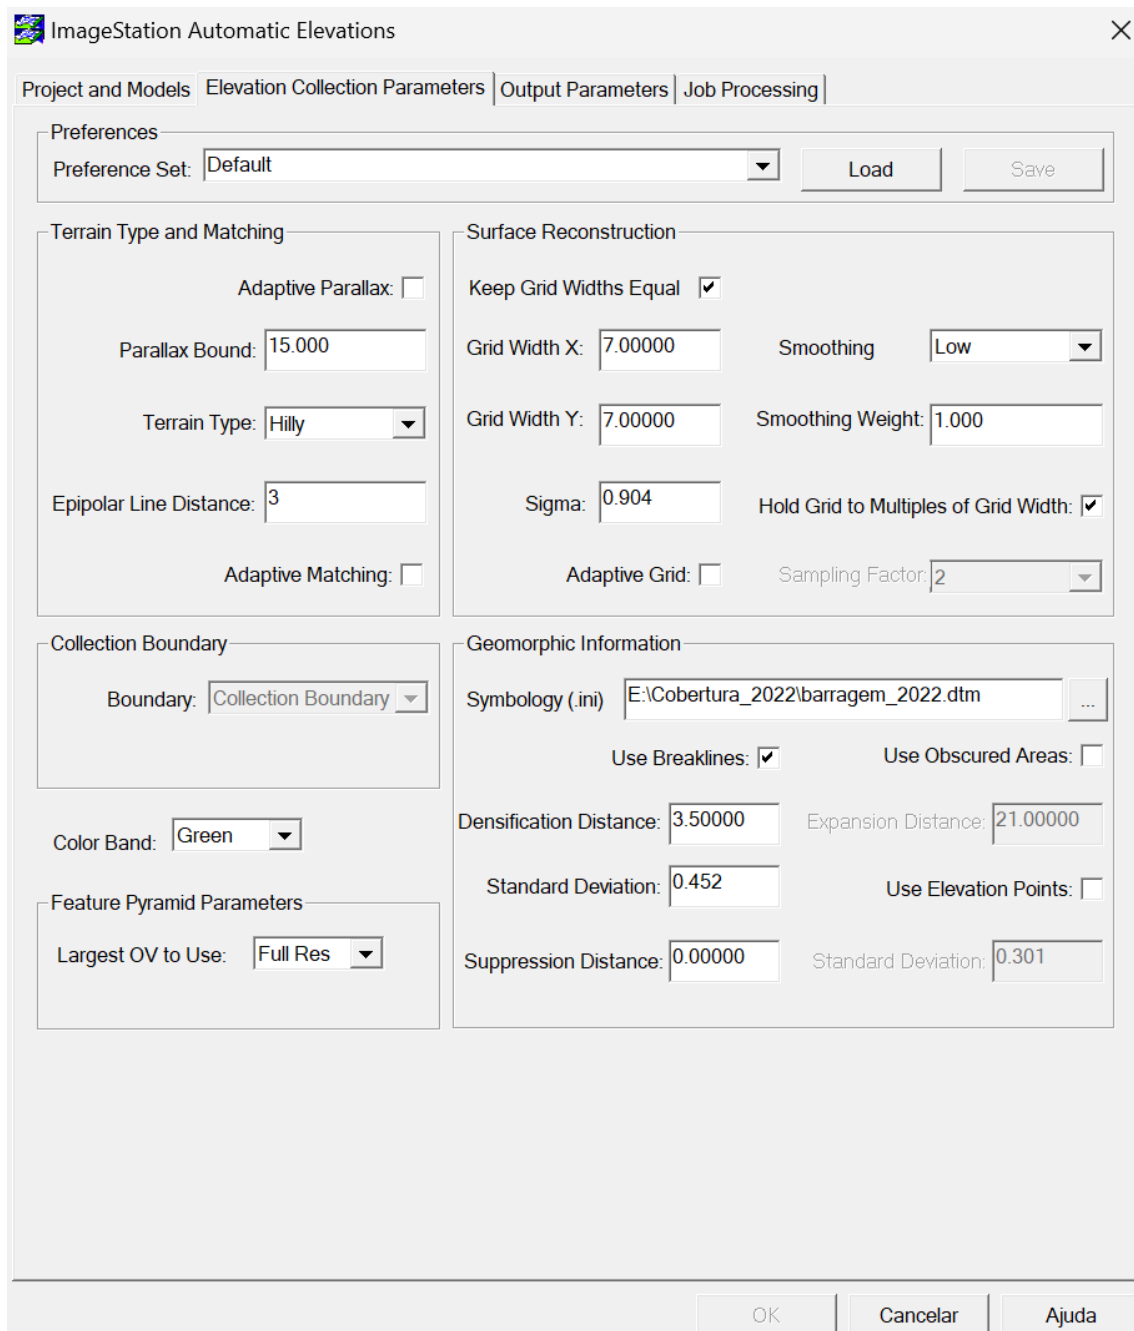 ImageStation Automatic Elevations
Project and Models Elevation Collection Parameters Output Parameters Job Processing
Preferences
Preference Set: Default Load Save
Terrain Type and Matching
Adaptive Parallax:
Parallax Bound: 15.000
Terrain Type: Hilly
Epipolar Line Distance: 3
Adaptive Matching:
Surface Reconstruction
Keep Grid Widths Equal
Grid Width X: 7.00000 Smoothing Low
Grid Width Y: 7.00000 Smoothing Weight: 1.000
Sigma: 0.904 Hold Grid to Multiples of Grid Width:
Adaptive Grid: Sampling Factor: 2
Collection Boundary
Boundary: Collection Boundary
Color Band: Green
Feature Pyramid Parameters
Largest OV to Use: Full Res
Geomorphic Information
Symbology (.ini) E:\Cobertura_2022\barragem_2022.dtm ...
Use Breaklines: Use Obscured Areas:
Densification Distance: 3.50000 Expansion Distance: 21.00000
Standard Deviation: 0.452 Use Elevation Points:
Suppression Distance: 0.00000 Standard Deviation: 0.301
OK Cancelar Ajuda